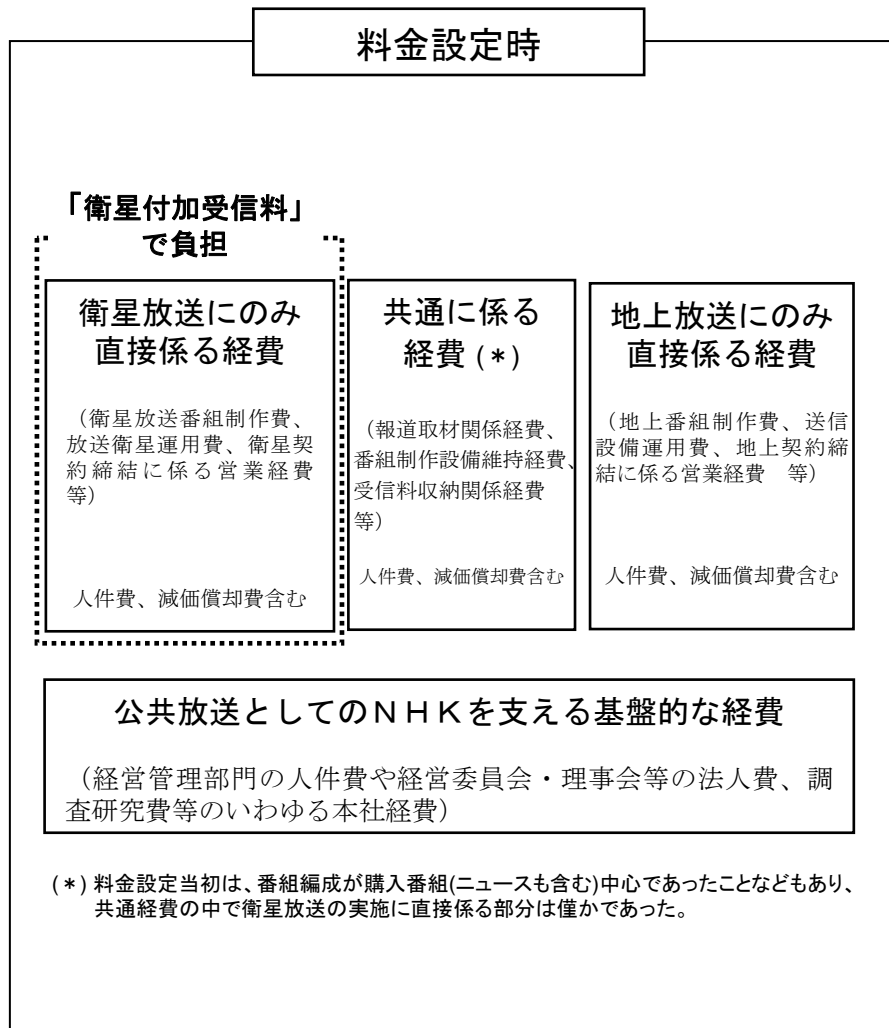 料金設定時
「衛星付加受信料」
で負担
衛星放送にのみ
直接係る経費
（衛星放送番組制作費、
放送衛星運用費、衛星契
約締結に係る営業経費
等）
人件費、減価償却費含む
共通に係る
経費(＊)
（報道取材関係経費、
番組制作設備維持経費、
受信料収納関係経費
等）
人件費、減価償却費含む
地上放送にのみ
直接係る経費
（地上番組制作費、送信
設備運用費、地上契約締
結に係る営業経費　等）
人件費、減価償却費含む
公共放送としてのＮＨＫを支える基盤的な経費
（経営管理部門の人件費や経営委員会・理事会等の法人費、調
査研究費等のいわゆる本社経費）
(＊)料金設定当初は、番組編成が購入番組(ニュースも含む)中心であったことなどもあり、
共通経費の中で衛星放送の実施に直接係る部分は僅かであった。